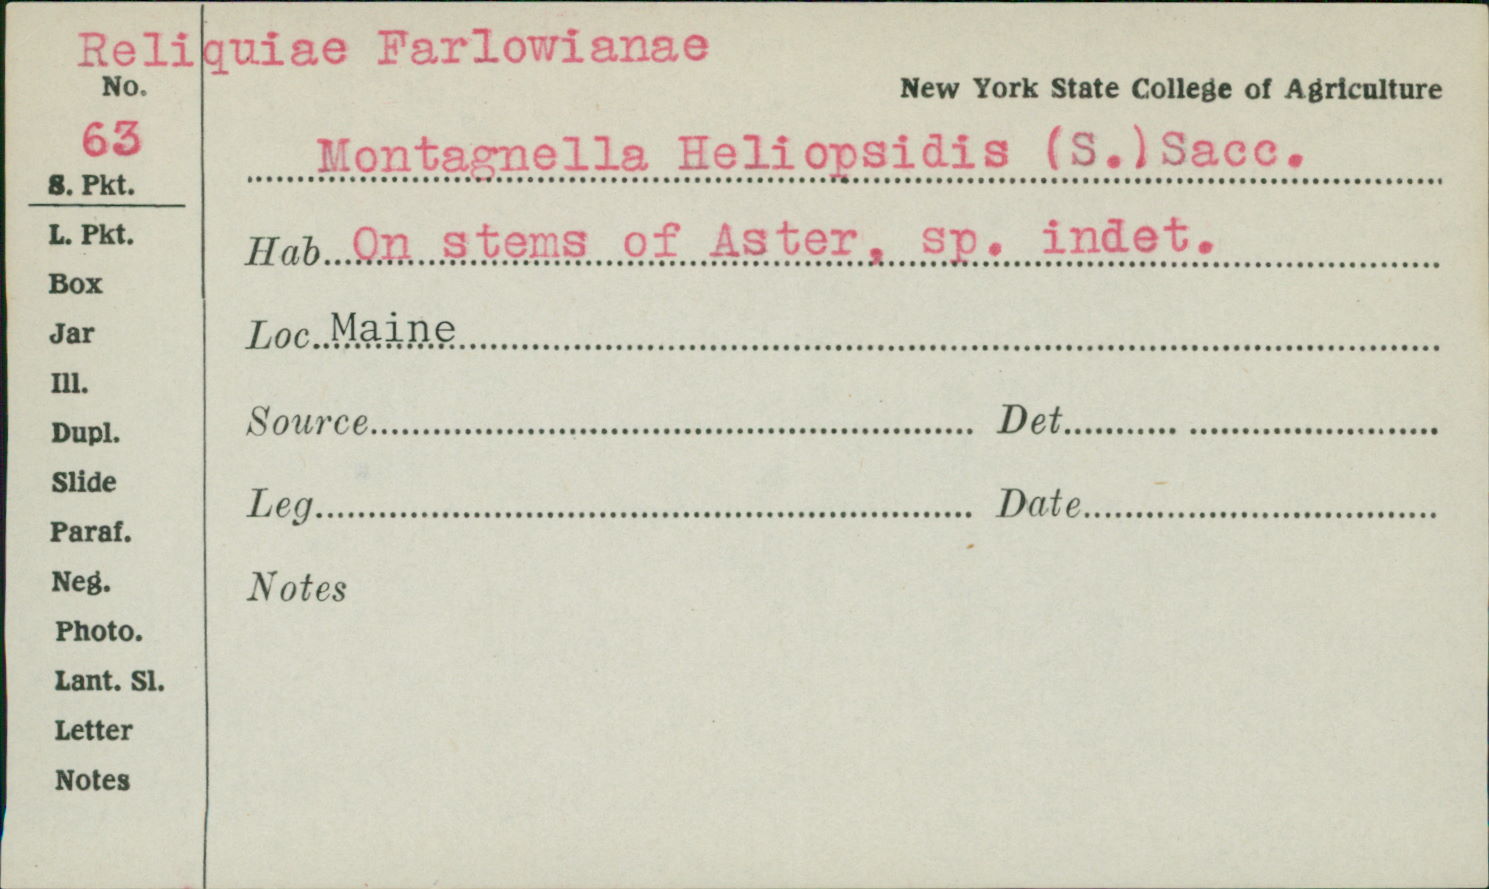 Reliquiae Farlowianae
No.
New York State College of Agriculture
63
Montagnella Heliopsidis (S.)Sacc.
S. Pkt.
L. Pkt.
Hab. On stems of Aster, sp. indet.
Box
Jar
Loc. Maine
Ill.
Dupl.
Source Det.
Slide
Leg. Date
Paraf.
Neg.
Notes
Photo.
Lant. Sl.
Letter
Notes